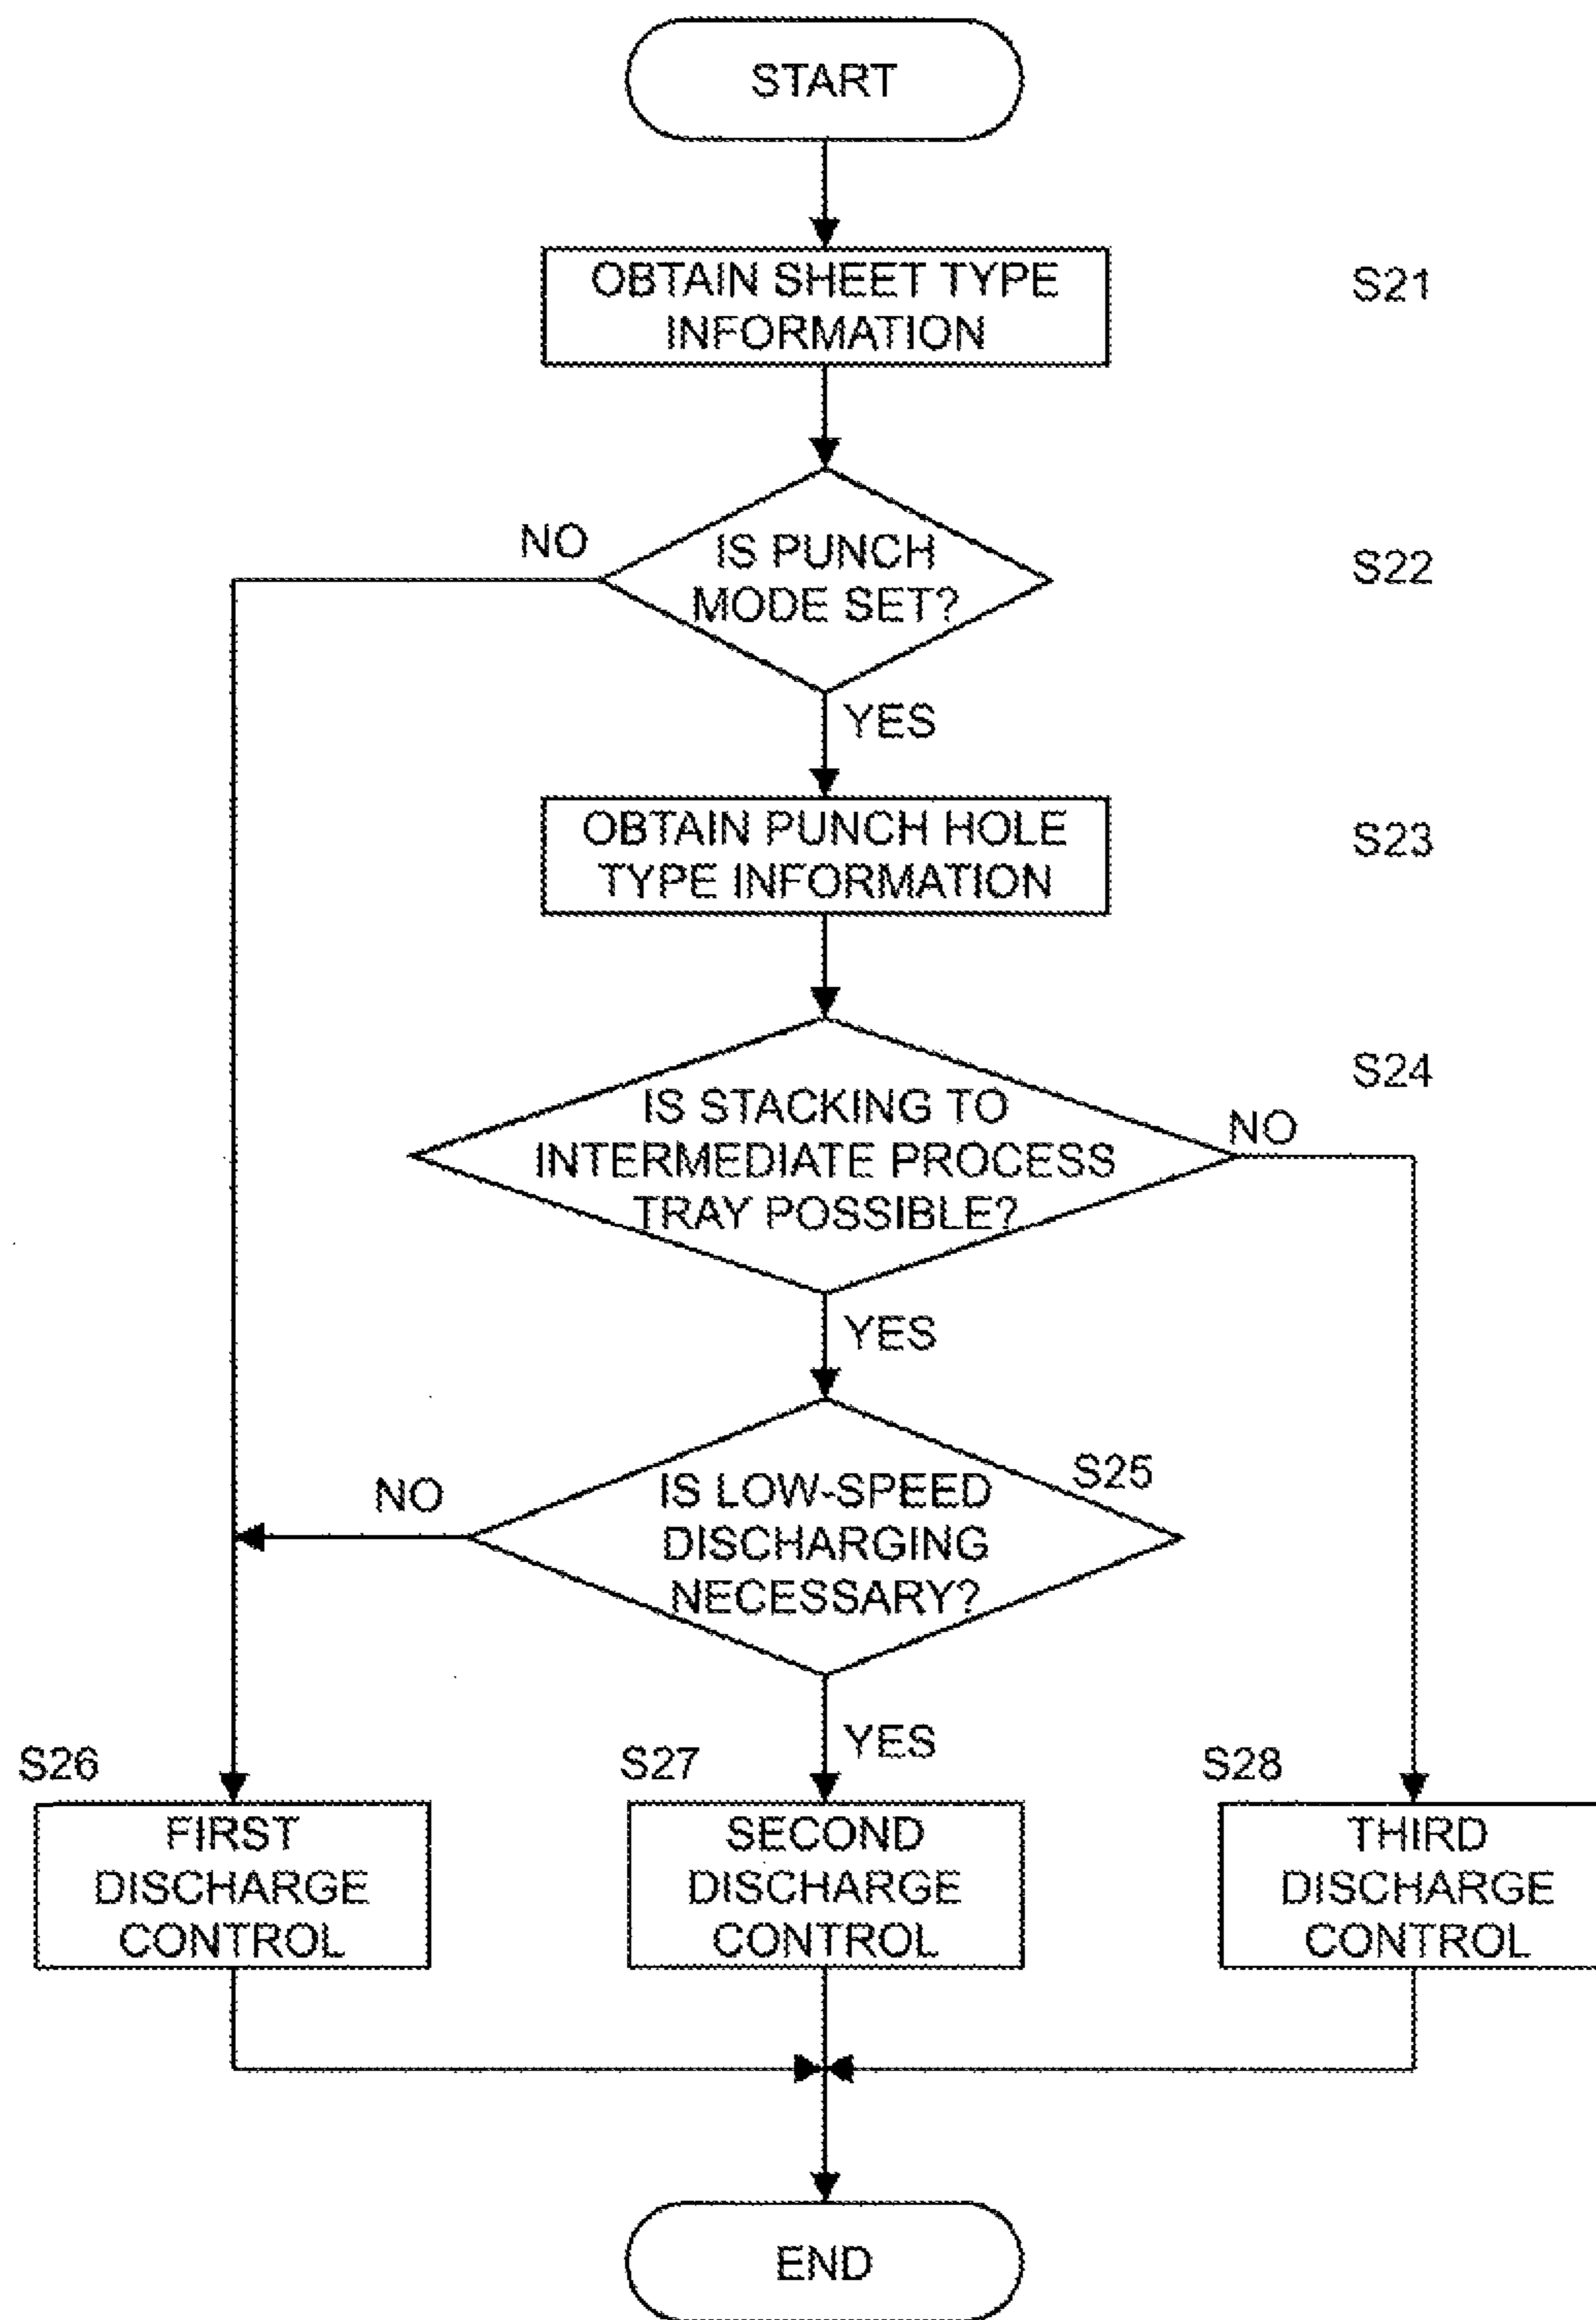 START
OBTAIN SHEET TYPE
INFORMATION
S21
NO
IS PUNCH
MODE SET?
S22
YES
OBTAIN PUNCH HOLE
TYPE INFORMATION
S23
S24
IS STACKING TO
INTERMEDIATE PROCESS
TRAY POSSIBLE?
NO
YES
S25
NO
IS LOW-SPEED
DISCHARGING
NECESSARY?
YES
S26
FIRST
DISCHARGE
CONTROL
S27
SECOND
DISCHARGE
CONTROL
S28
THIRD
DISCHARGE
CONTROL
END